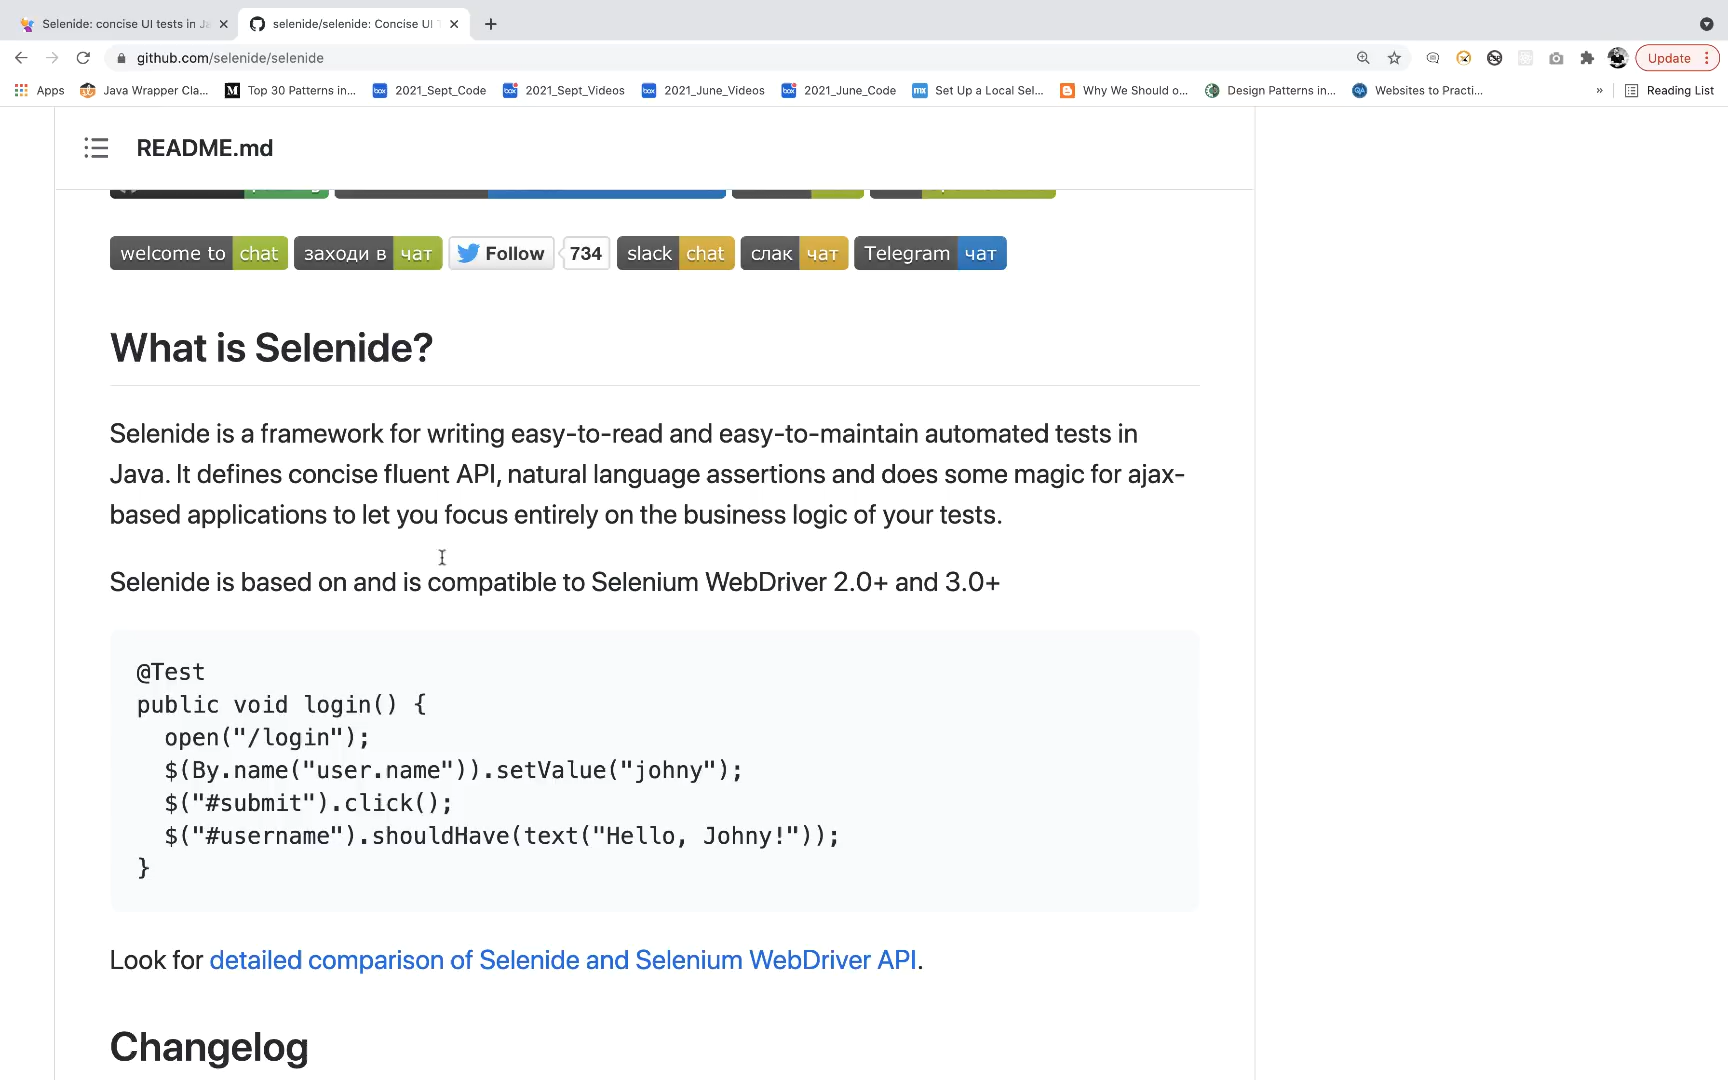 Selenide: concise UI tests in Ja
selenide/selenide: Concise UI T
github.com/selenide/selenide
Update
Apps
Java Wrapper Cla...
Top 30 Patterns in...
2021_Sept_Code
2021_Sept_Videos
2021_June_Videos
2021_June_Code
Set Up a Local Sel...
Why We Should o...
Design Patterns in...
Websites to Practi...
»
Reading List
README.md
welcome to chat
заходи в чат
Follow
734
slack chat
слак чат
Telegram чат
What is Selenide?
Selenide is a framework for writing easy-to-read and easy-to-maintain automated tests in
Java. It defines concise fluent API, natural language assertions and does some magic for ajax-
based applications to let you focus entirely on the business logic of your tests.
Selenide is based on and is compatible to Selenium WebDriver 2.0+ and 3.0+
@Test
public void login() {
open("/login");
$(By.name("user.name")).setValue("johny");
$("#submit").click();
$("#username").shouldHave(text("Hello, Johny!"));
}
Look for detailed comparison of Selenide and Selenium WebDriver API.
Changelog